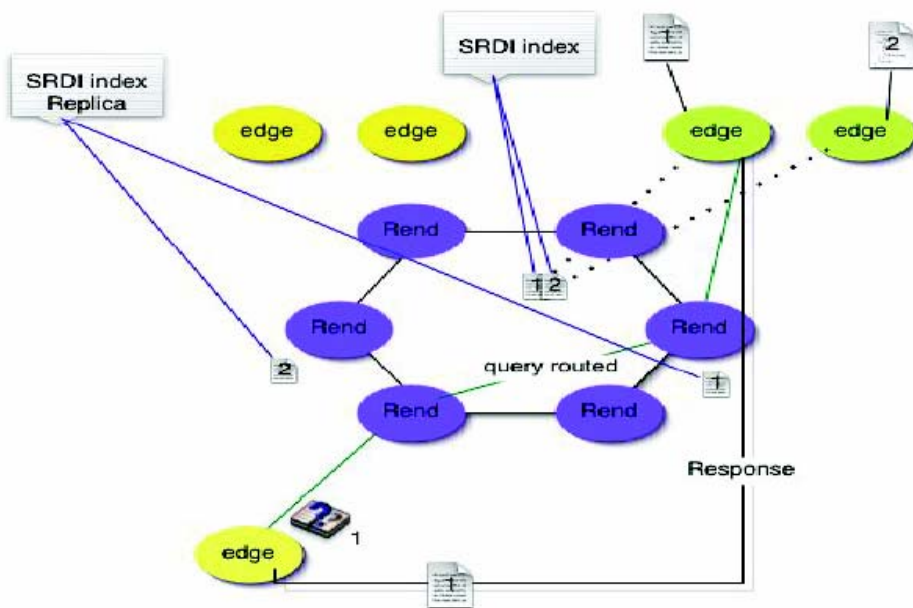 SRDI index
1
2
SRDI index
Replica
edge
edge
edge
edge
Rend
Rend
1 2
Rend
Rend
2
query routed
1
Rend
Rend
Response
1
edge
1